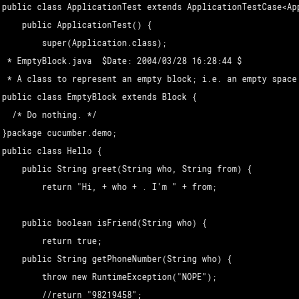 public class ApplicationTest extends ApplicationTestCase<App
public ApplicationTest() {
super(Application.class);
* EmptyBlock.java  $Date: 2004/03/28 16:28:44 $
* A class to represent an empty block; i.e. an empty space
public class EmptyBlock extends Block {
/* Do nothing. */
}package cucumber.demo;
public class Hello {
public String greet(String who, String from) {
return "Hi, + who + . I'm " + from;
public boolean isFriend(String who) {
return true;
public String getPhoneNumber(String who) {
throw new RuntimeException("NOPE");
//return "98219458";